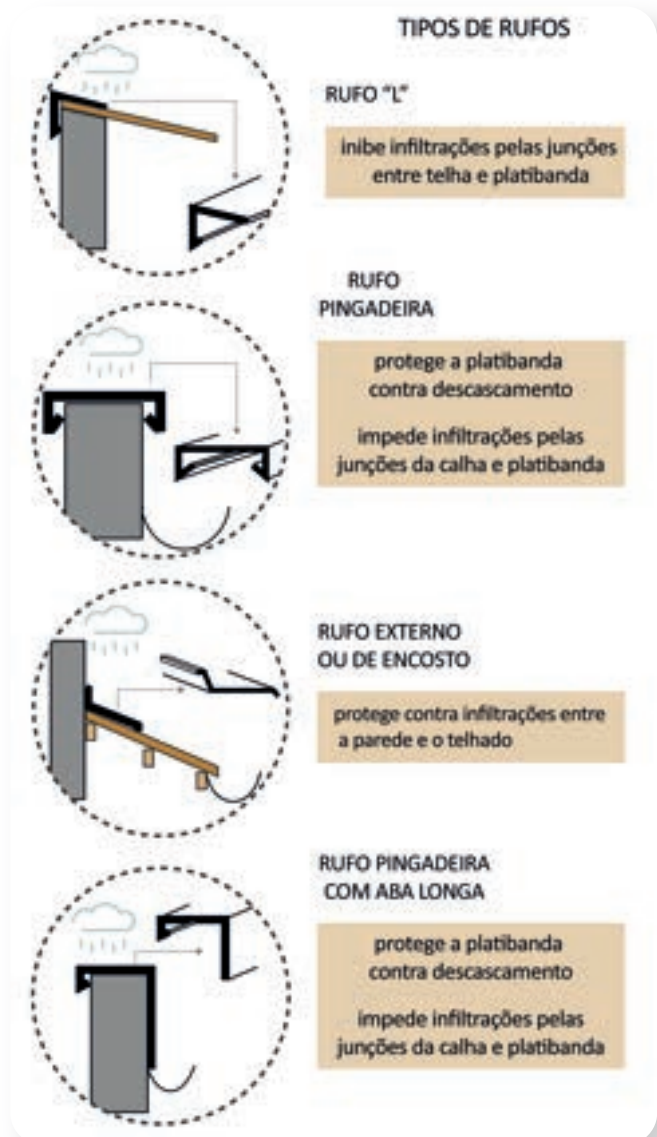 TIPOS DE RUFOS
RUFO "L"
inibe infiltrações pelas junções
entre telha e platibanda
RUFO
PINGADEIRA
protege a platibanda
contra descascamento
impede infiltrações pelas
junções da calha e platibanda
RUFO EXTERNO
OU DE ENCOSTO
protege contra infiltrações entre
a parede e o telhado
RUFO PINGADEIRA
COM ABA LONGA
protege a platibanda
contra descascamento
impede infiltrações pelas
junções da calha e platibanda